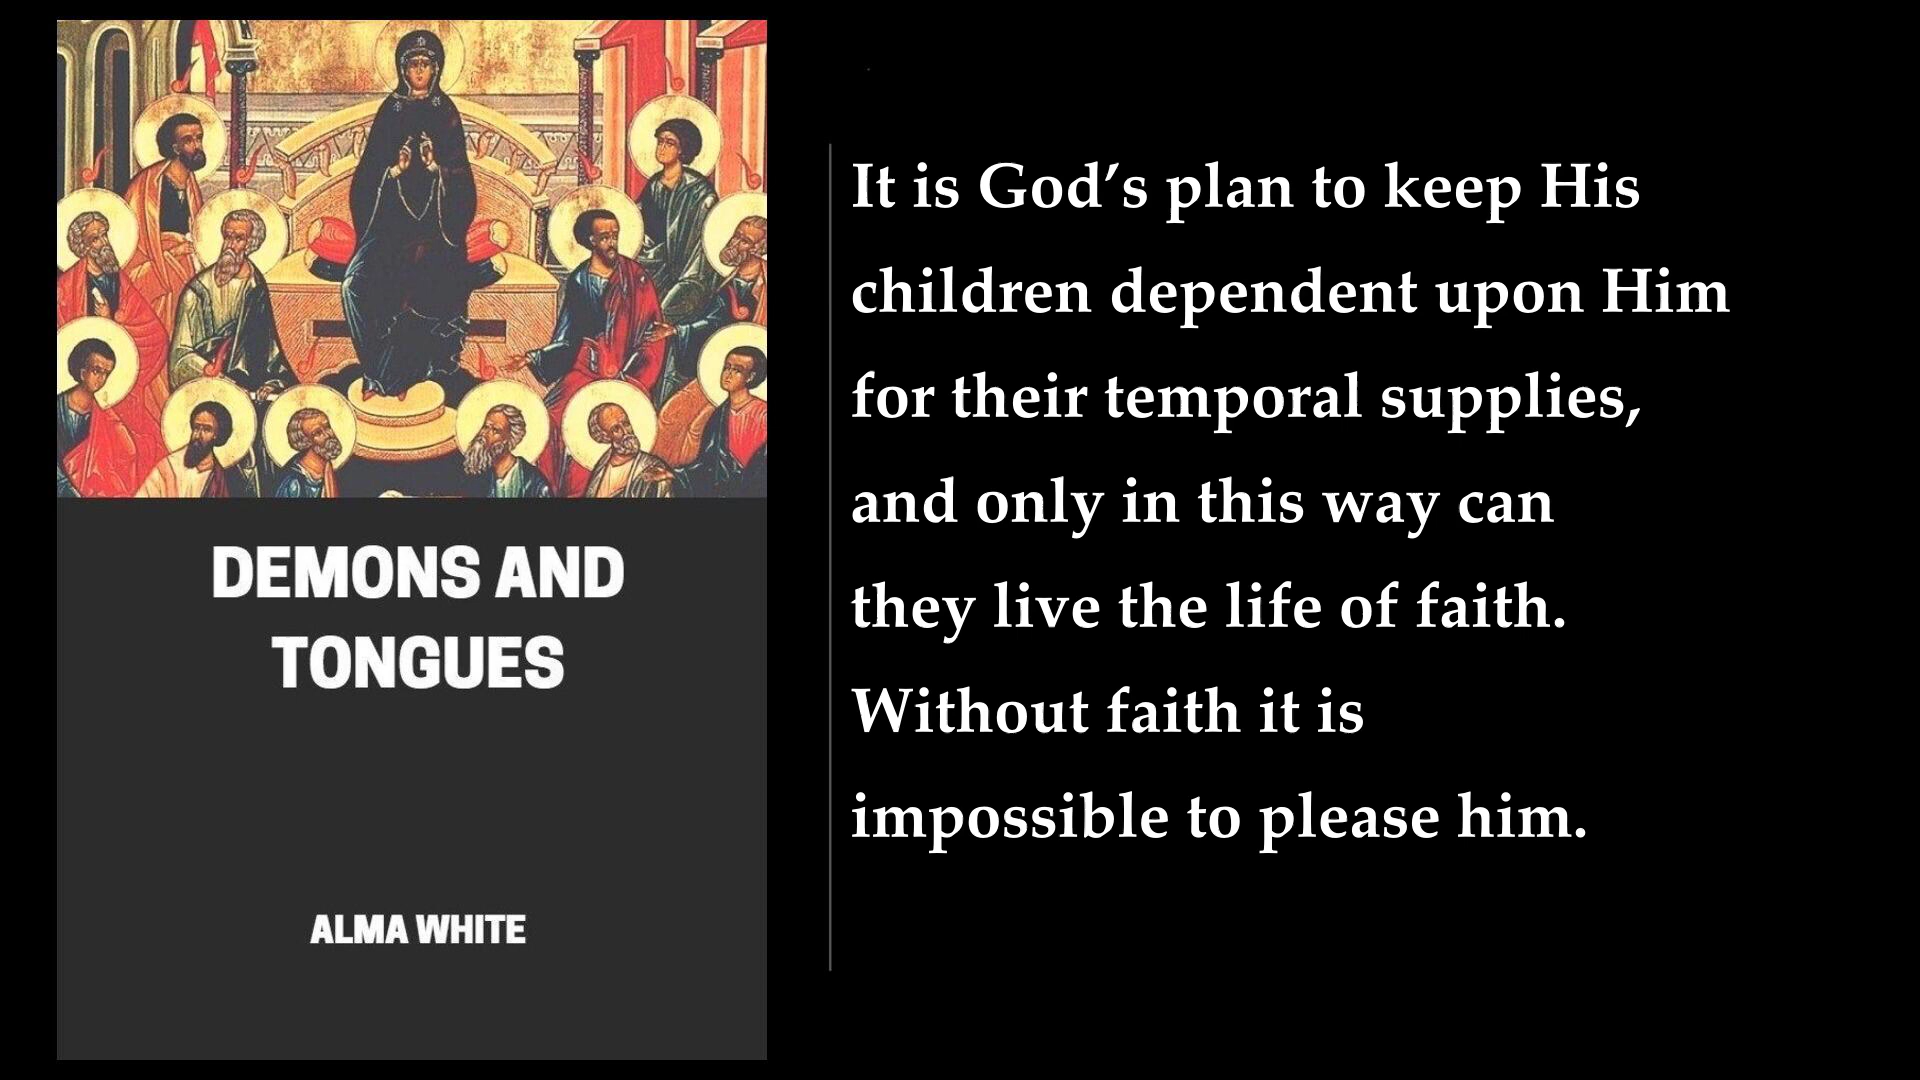 DEMONS AND
TONGUES
ALMA WHITE
It is God’s plan to keep His
children dependent upon Him
for their temporal supplies,
and only in this way can
they live the life of faith.
Without faith it is
impossible to please him.